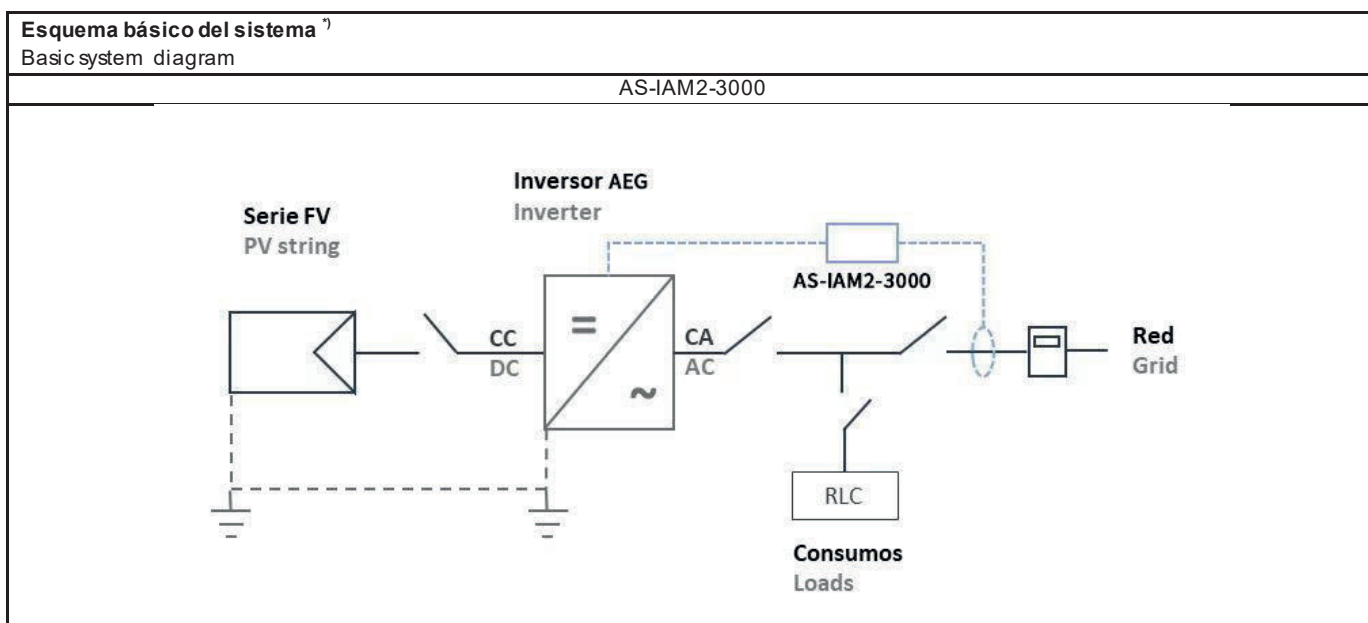 Esquema básico del sistema *)
Basic system diagram
AS-IAM2-3000
Inversor AEG
Inverter
Serie FV
PV string
AS-IAM2-3000
CC
DC
=
~
CA
AC
Red
Grid
RLC
Consumos
Loads